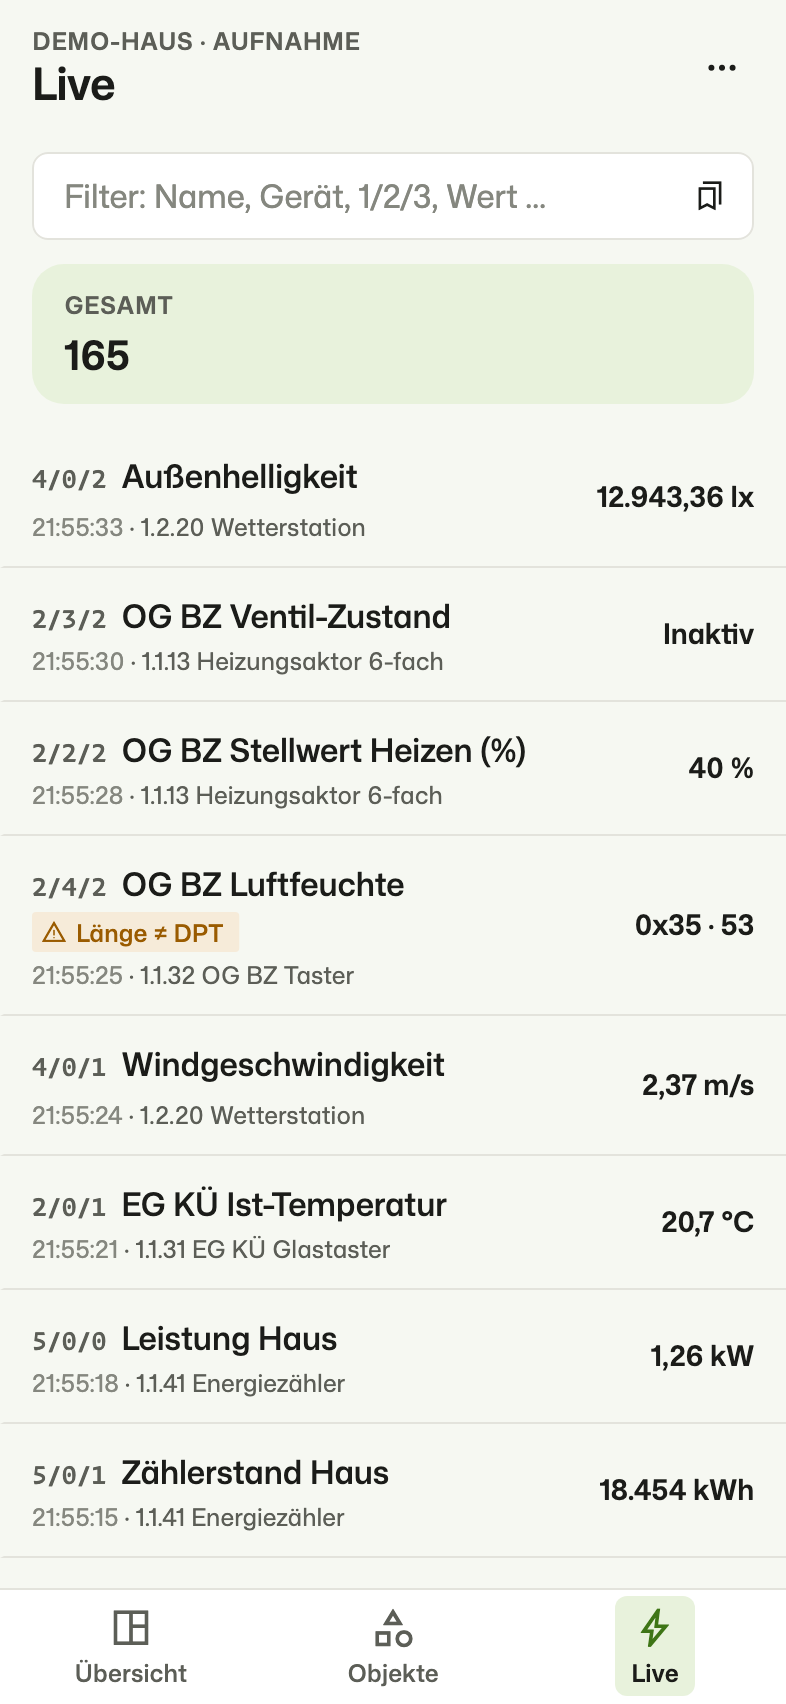 DEMO-HAUS · AUFNAHME
Live
Filter: Name, Gerät, 1/2/3, Wert ...
GESAMT
165
4/0/2 Außenhelligkeit
12.943,36 lx
21:55:33 · 1.2.20 Wetterstation
2/3/2 OG BZ Ventil-Zustand
Inaktiv
21:55:30 · 1.1.13 Heizungsaktor 6-fach
2/2/2 OG BZ Stellwert Heizen (%)
40 %
21:55:28 · 1.1.13 Heizungsaktor 6-fach
2/4/2 OG BZ Luftfeuchte
Länge ≠ DPT
0x35 · 53
21:55:25 · 1.1.32 OG BZ Taster
4/0/1 Windgeschwindigkeit
2,37 m/s
21:55:24 · 1.2.20 Wetterstation
2/0/1 EG KÜ Ist-Temperatur
20,7 °C
21:55:21 · 1.1.31 EG KÜ Glastaster
5/0/0 Leistung Haus
1,26 kW
21:55:18 · 1.1.41 Energiezähler
5/0/1 Zählerstand Haus
18.454 kWh
21:55:15 · 1.1.41 Energiezähler
Übersicht
Objekte
Live